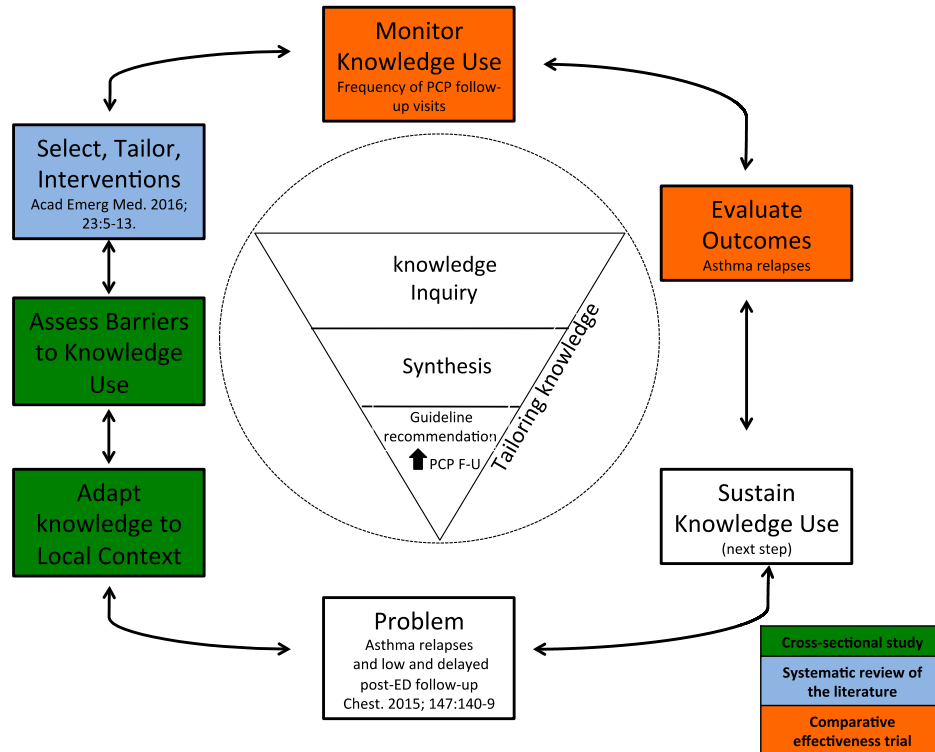 Monitor
Knowledge Use
Frequency of PCP follow-
up visits
Select, Tailor,
Interventions
Acad Emerg Med. 2016;
23:5-13.
Evaluate
Outcomes
Asthma relapses
knowledge
Inquiry
Synthesis
Guideline
recommendation
PCP F-U
Tailoring knowledge
Assess Barriers
to Knowledge
Use
Adapt
knowledge to
Local Context
Sustain
Knowledge Use
(next step)
Problem
Asthma relapses
and low and delayed
post-ED follow-up
Chest. 2015; 147:140-9
Cross-sectional study
Systematic review of
the literature
Comparative
effectiveness trial